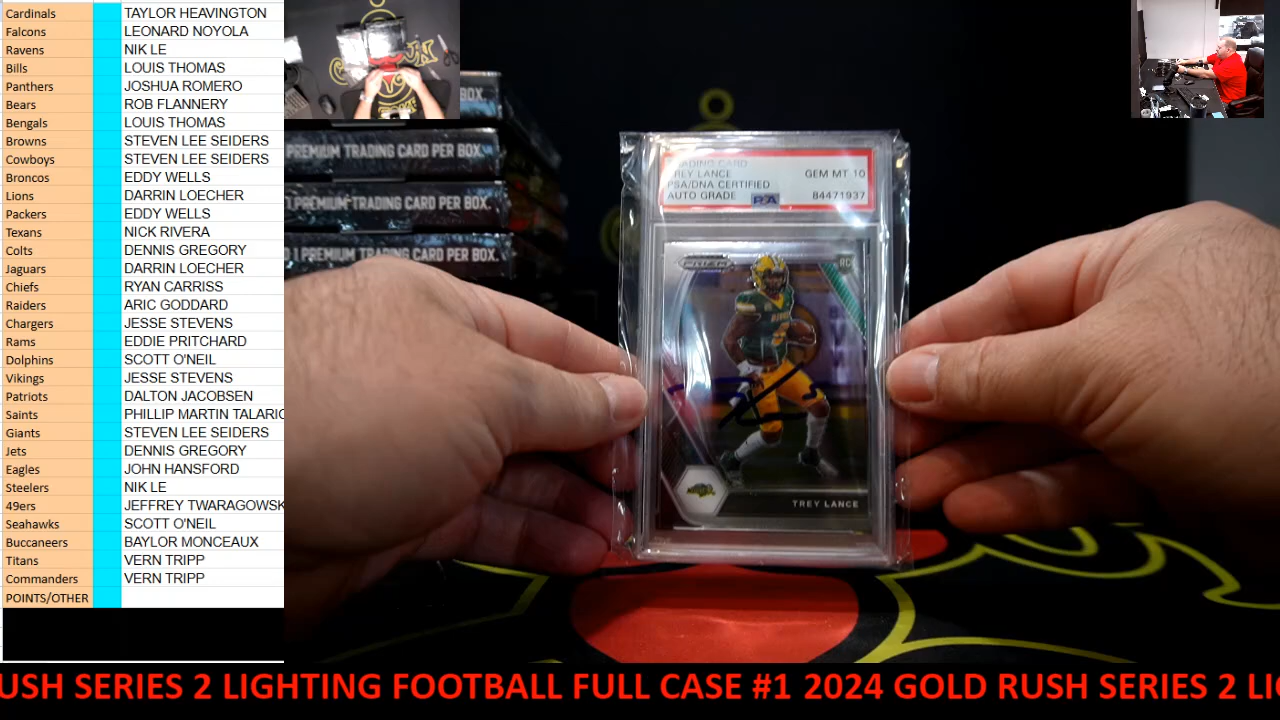 Cardinals TAYLOR HEAVINGTON
Falcons LEONARD NOYOLA
Ravens NIK LE
Bills LOUIS THOMAS
Panthers JOSHUA ROMERO
Bears ROB FLANNERY
Bengals LOUIS THOMAS
Browns STEVEN LEE SEIDERS
Cowboys STEVEN LEE SEIDERS
Broncos EDDY WELLS
Lions DARRIN LOECHER
Packers EDDY WELLS
Texans NICK RIVERA
Colts DENNIS GREGORY
Jaguars DARRIN LOECHER
Chiefs RYAN CARRISS
Raiders ARIC GODDARD
Chargers JESSE STEVENS
Rams EDDIE PRITCHARD
Dolphins SCOTT O'NEIL
Vikings JESSE STEVENS
Patriots DALTON JACOBSEN
Saints PHILLIP MARTIN TALARIC
Giants STEVEN LEE SEIDERS
Jets DENNIS GREGORY
Eagles JOHN HANSFORD
Steelers NIK LE
49ers JEFFREY TWARAGOWSK
Seahawks SCOTT O'NEIL
Buccaneers BAYLOR MONCEAUX
Titans VERN TRIPP
Commanders VERN TRIPP
POINTS/OTHER
BOX.
PREMIUM TRADING CARD PER BOX.
1 PREMIUM TRADING CARD PER BOX.
1 PREMIUM TRADING CARD PER BOX.
TRADING CARD
TREY LANCE GEM MT 10
PSA/DNA CERTIFIED
AUTO GRADE PSA 84471937
PRIZM RC
TREY LANCE
USH SERIES 2 LIGHTING FOOTBALL FULL CASE #1 2024 GOLD RUSH SERIES 2 LIG